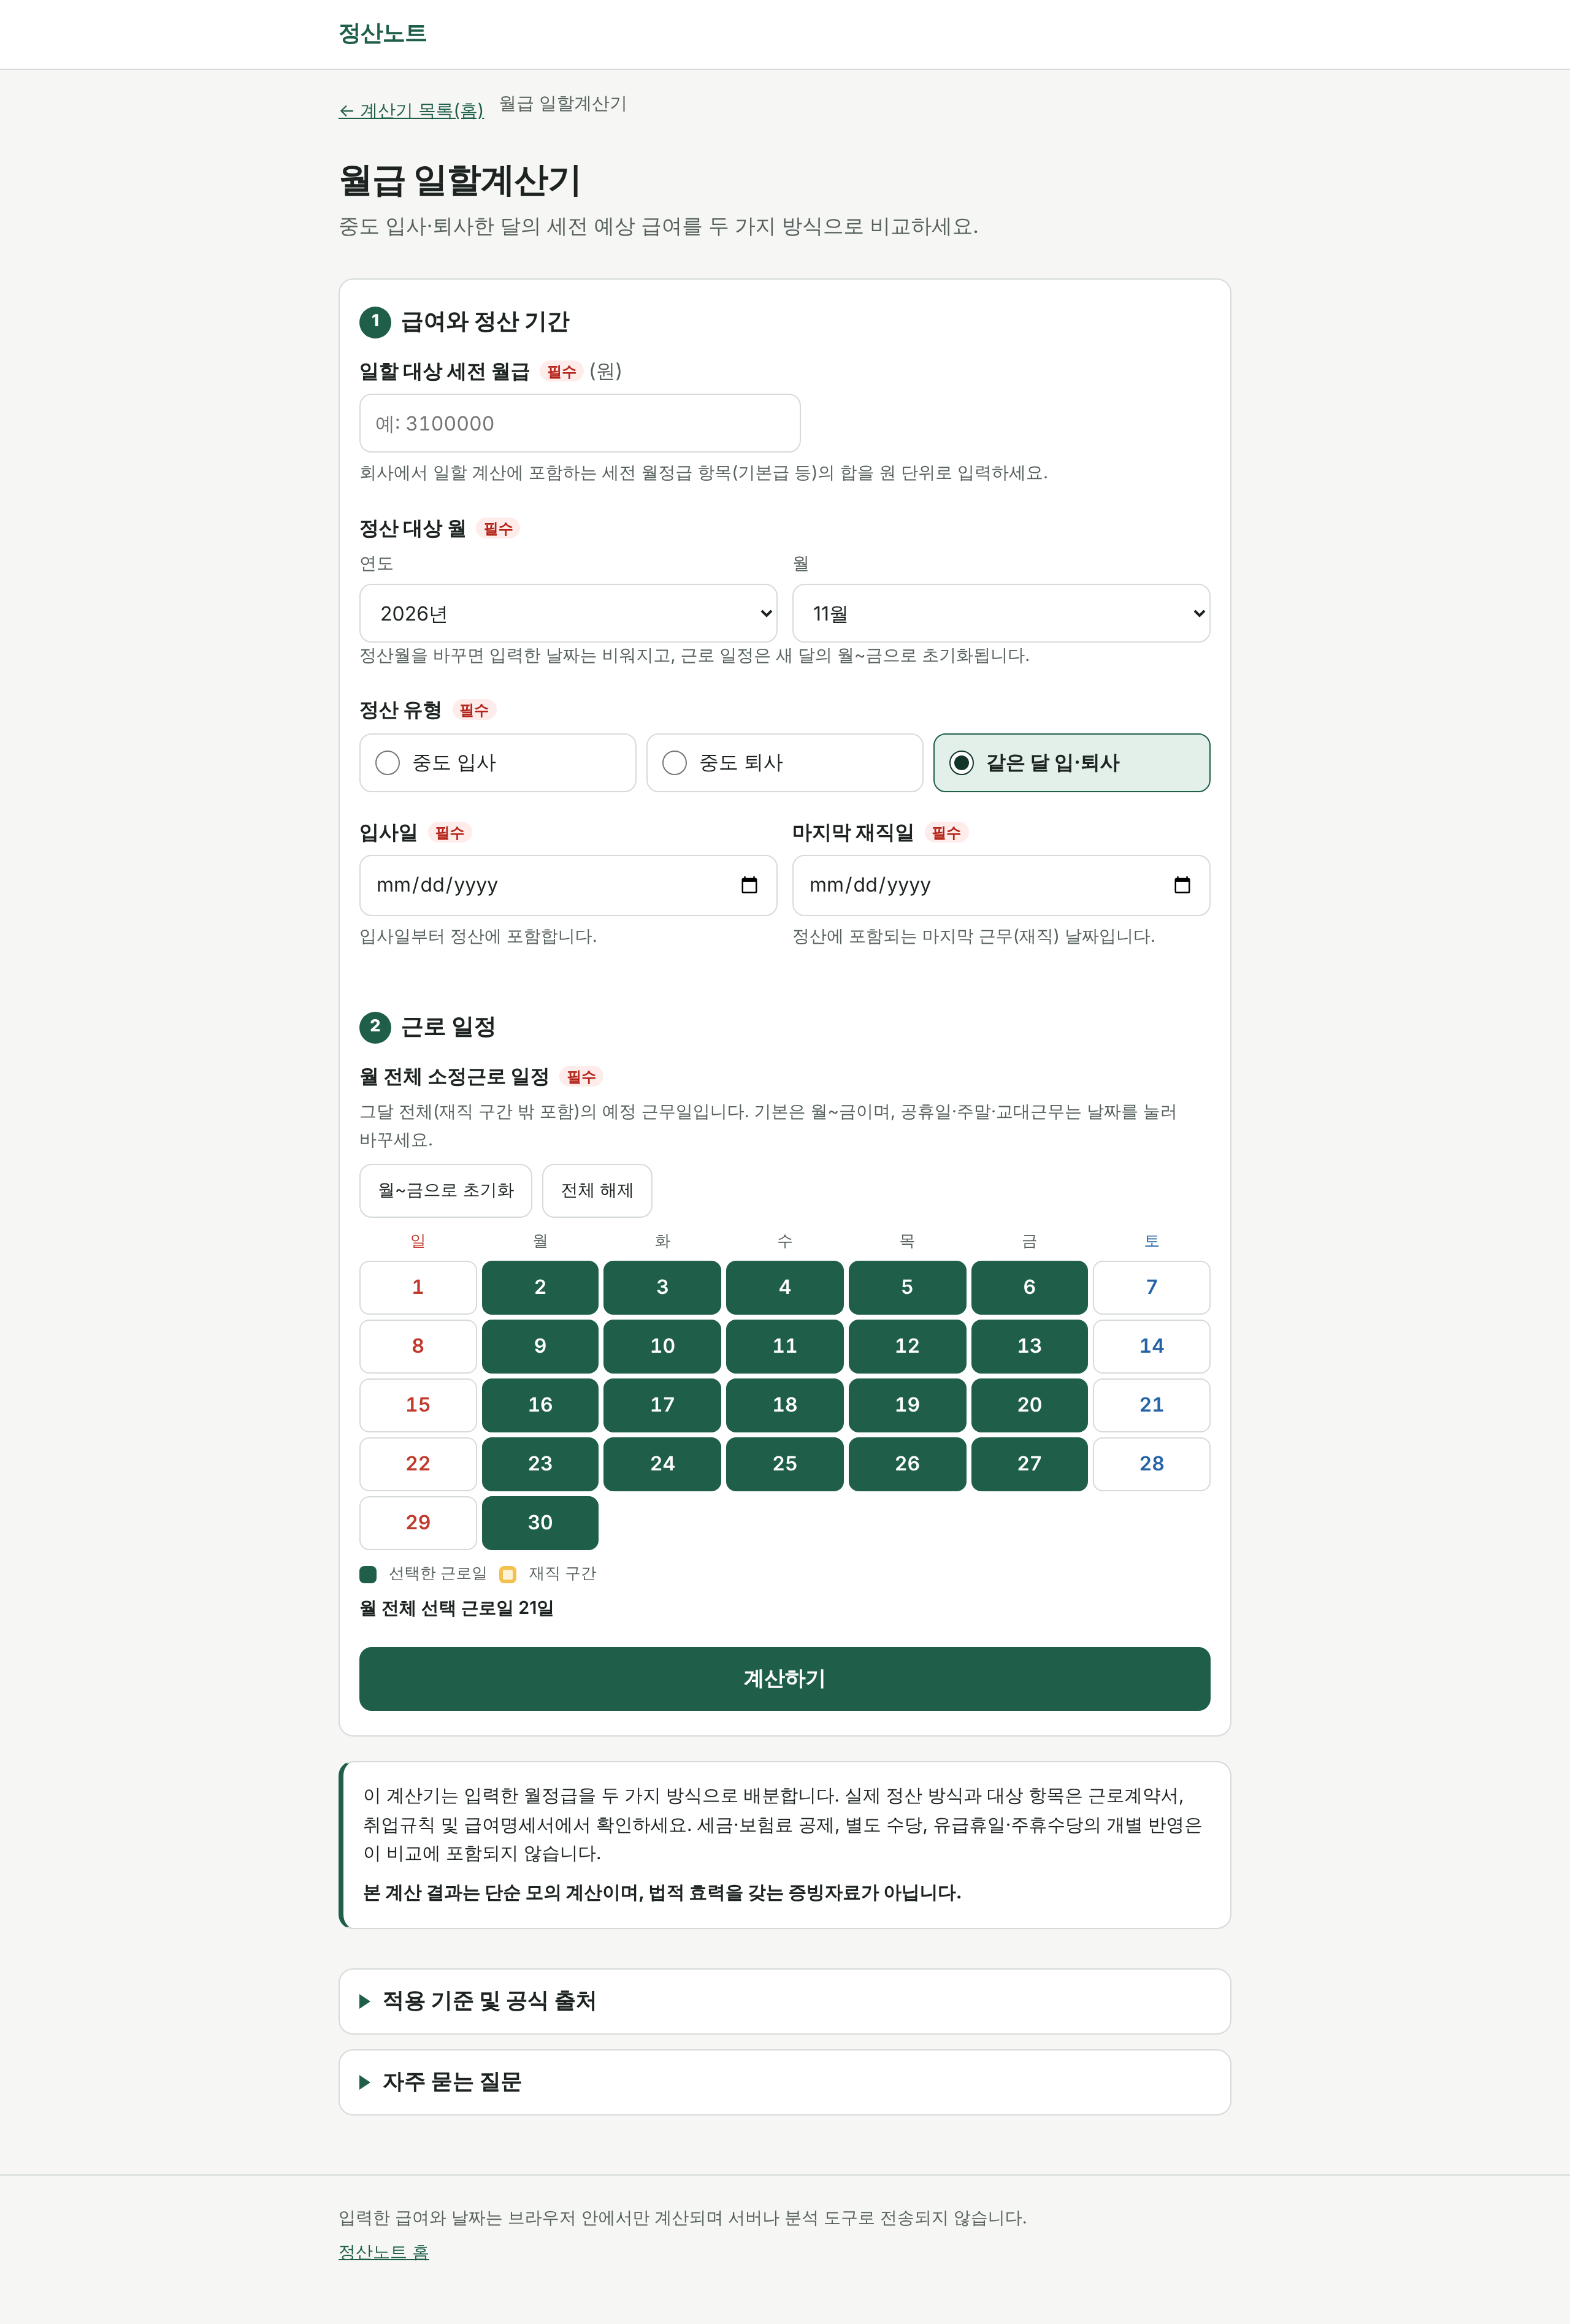 정산노트
← 계산기 목록(홈) 월급 일할계산기
월급 일할계산기
중도 입사·퇴사한 달의 세전 예상 급여를 두 가지 방식으로 비교하세요.
1 급여와 정산 기간
일할 대상 세전 월급 필수 (원)
예: 3100000
회사에서 일할 계산에 포함하는 세전 월정급 항목(기본급 등)의 합을 원 단위로 입력하세요.
정산 대상 월 필수
연도 월
2026년 11월
정산월을 바꾸면 입력한 날짜는 비워지고, 근로 일정은 새 달의 월~금으로 초기화됩니다.
정산 유형 필수
중도 입사 중도 퇴사 같은 달 입·퇴사
입사일 필수 마지막 재직일 필수
mm/dd/yyyy mm/dd/yyyy
입사일부터 정산에 포함합니다. 정산에 포함되는 마지막 근무(재직) 날짜입니다.
2 근로 일정
월 전체 소정근로 일정 필수
그달 전체(재직 구간 밖 포함)의 예정 근무일입니다. 기본은 월~금이며, 공휴일·주말·교대근무는 날짜를 눌러
바꾸세요.
월~금으로 초기화 전체 해제
일 월 화 수 목 금 토
1 2 3 4 5 6 7
8 9 10 11 12 13 14
15 16 17 18 19 20 21
22 23 24 25 26 27 28
29 30
선택한 근로일 재직 구간
월 전체 선택 근로일 21일
계산하기
이 계산기는 입력한 월정급을 두 가지 방식으로 배분합니다. 실제 정산 방식과 대상 항목은 근로계약서,
취업규칙 및 급여명세서에서 확인하세요. 세금·보험료 공제, 별도 수당, 유급휴일·주휴수당의 개별 반영은
이 비교에 포함되지 않습니다.
본 계산 결과는 단순 모의 계산이며, 법적 효력을 갖는 증빙자료가 아닙니다.
적용 기준 및 공식 출처
자주 묻는 질문
입력한 급여와 날짜는 브라우저 안에서만 계산되며 서버나 분석 도구로 전송되지 않습니다.
정산노트 홈